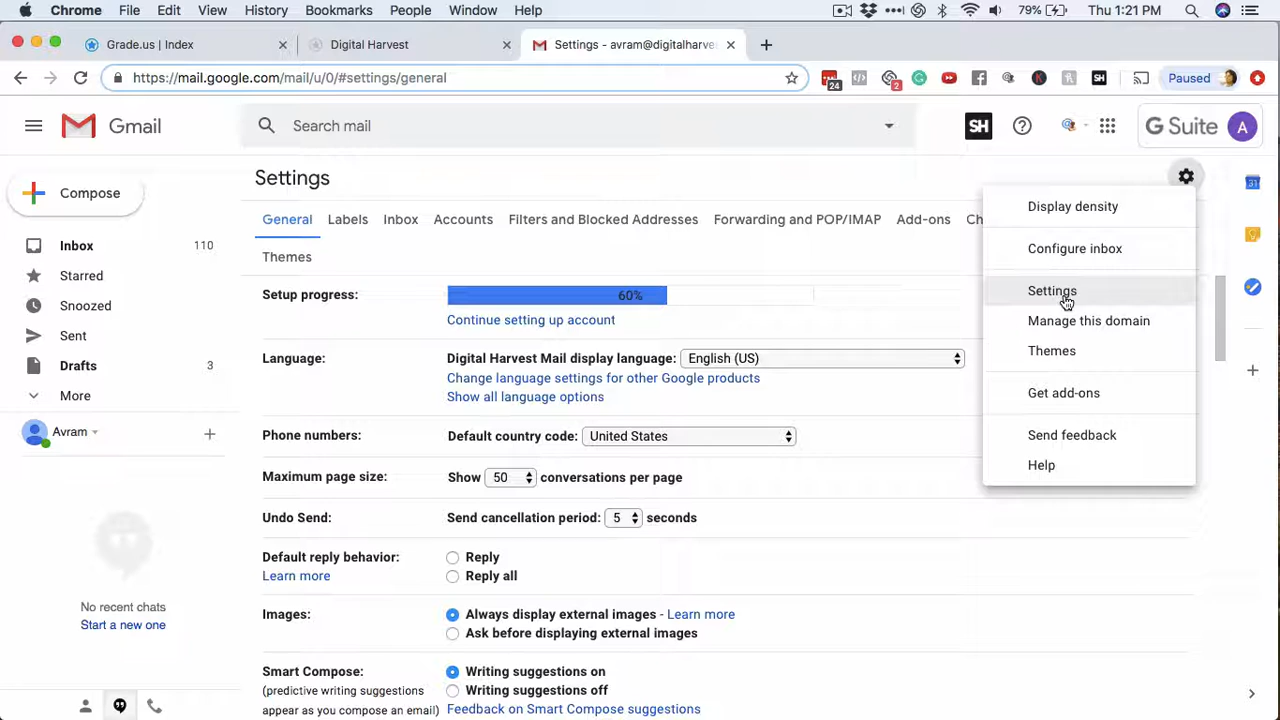 Chrome File Edit View History Bookmarks People Window Help 79% Thu 1:21 PM
Grade.us | Index Digital Harvest Settings - avram@digitalharve
https://mail.google.com/mail/u/0/#settings/general 24 2 K SH Paused
Gmail Search mail SH G Suite A
Compose
Inbox 110
Starred
Snoozed
Sent
Drafts 3
More
Avram
No recent chats
Start a new one
Settings
General Labels Inbox Accounts Filters and Blocked Addresses Forwarding and POP/IMAP Add-ons Ch
Themes
Setup progress: 60%
Continue setting up account
Language: Digital Harvest Mail display language: English (US)
Change language settings for other Google products
Show all language options
Phone numbers: Default country code: United States
Maximum page size: Show 50 conversations per page
Undo Send: Send cancellation period: 5 seconds
Default reply behavior: Reply
Learn more Reply all
Images: Always display external images - Learn more
Ask before displaying external images
Smart Compose: Writing suggestions on
(predictive writing suggestions Writing suggestions off
appear as you compose an email) Feedback on Smart Compose suggestions
Display density
Configure inbox
Settings
Manage this domain
Themes
Get add-ons
Send feedback
Help
31